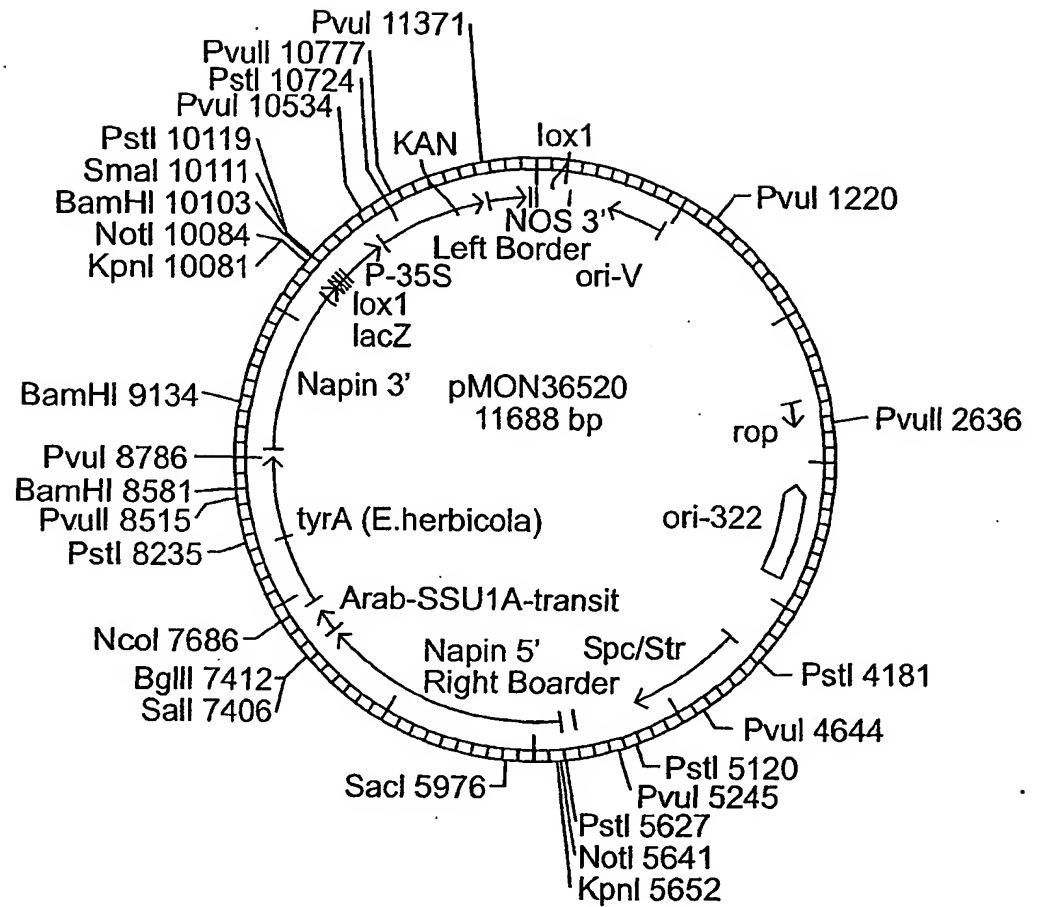 PvuI 11371
PvuII 10777
PstI 10724
PvuI 10534
PstI 10119
SmaI 10111
BamHI 10103
NotI 10084
KpnI 10081
KAN
lox1
NOS 3’
Left Border
P-35S
ori-V
lox1
lacZ
PvuI 1220
BamHI 9134
Napin 3’
pMON36520
11688 bp
rop
PvuII 2636
PvuI 8786
BamHI 8581
PvuII 8515
PstI 8235
tyrA (E.herbicola)
ori-322
Arab-SSU1A-transit
NcoI 7686
BglII 7412
SalI 7406
Napin 5’
Right Boarder
Spc/Str
PstI 4181
PvuI 4644
PstI 5120
PvuI 5245
SacI 5976
PstI 5627
NotI 5641
KpnI 5652